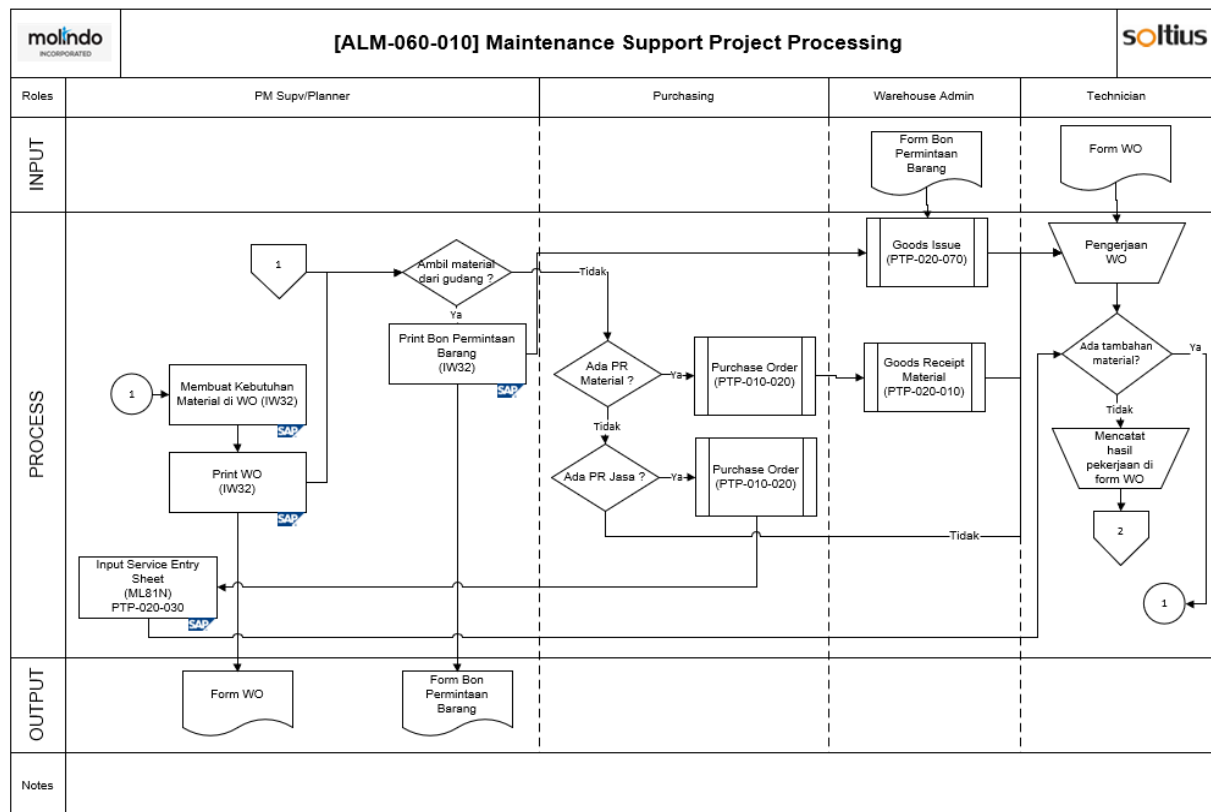 molindo
INCORPORATED
[ALM-060-010] Maintenance Support Project Processing
soltius
Roles
PM Supv/Planner
Purchasing
Warehouse Admin
Technician
INPUT
Form Bon
Permintaan
Barang
Form WO
PROCESS
1
Ambil material
dari gudang ?
Tidak
Ya
Goods Issue
(PTP-020-070)
Pengerjaan
WO
Print Bon Permintaan
Barang
(IW32)
SAP
1
Membuat Kebutuhan
Material di WO (IW32)
SAP
Print WO
(IW32)
SAP
Ada PR
Material ?
Ya
Purchase Order
(PTP-010-020)
Goods Receipt
Material
(PTP-020-010)
Ada tambahan
material?
Ya
Tidak
Tidak
Ada PR Jasa ?
Ya
Purchase Order
(PTP-010-020)
Mencatat
hasil
pekerjaan di
form WO
Tidak
2
Input Service Entry
Sheet
(ML81N)
PTP-020-030
SAP
1
OUTPUT
Form WO
Form Bon
Permintaan
Barang
Notes